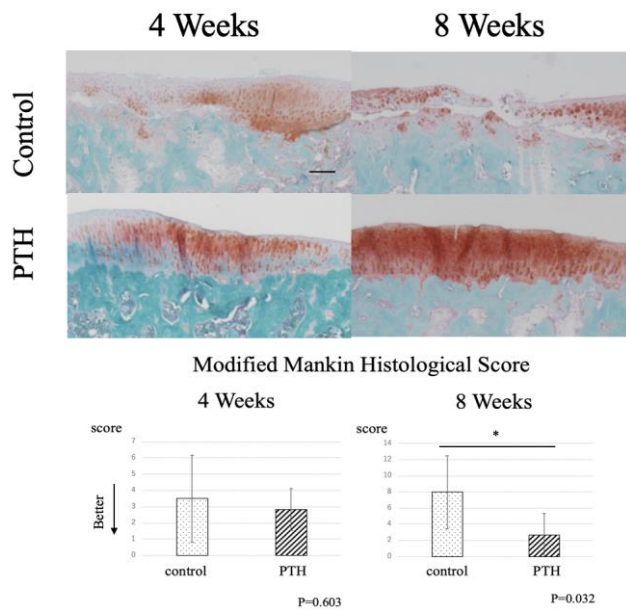 4 Weeks
8 Weeks
Control
PTH
Modified Mankin Histological Score
4 Weeks
8 Weeks
score
7
6
5
4
3
2
1
0
Better
control
PTH
P=0.603
score
14
12
10
8
6
4
2
0
*
control
PTH
P=0.032